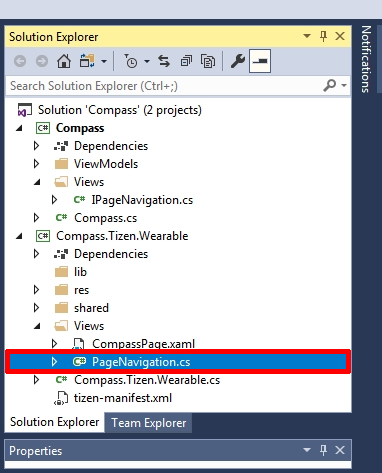 Solution Explorer
Notifications
Search Solution Explorer (Ctrl+;)
Solution 'Compass' (2 projects)
C# Compass
Dependencies
ViewModels
Views
C# IPageNavigation.cs
C# Compass.cs
C# Compass.Tizen.Wearable
Dependencies
lib
res
shared
Views
CompassPage.xaml
C# PageNavigation.cs
C# Compass.Tizen.Wearable.cs
tizen-manifest.xml
Solution Explorer Team Explorer
Properties